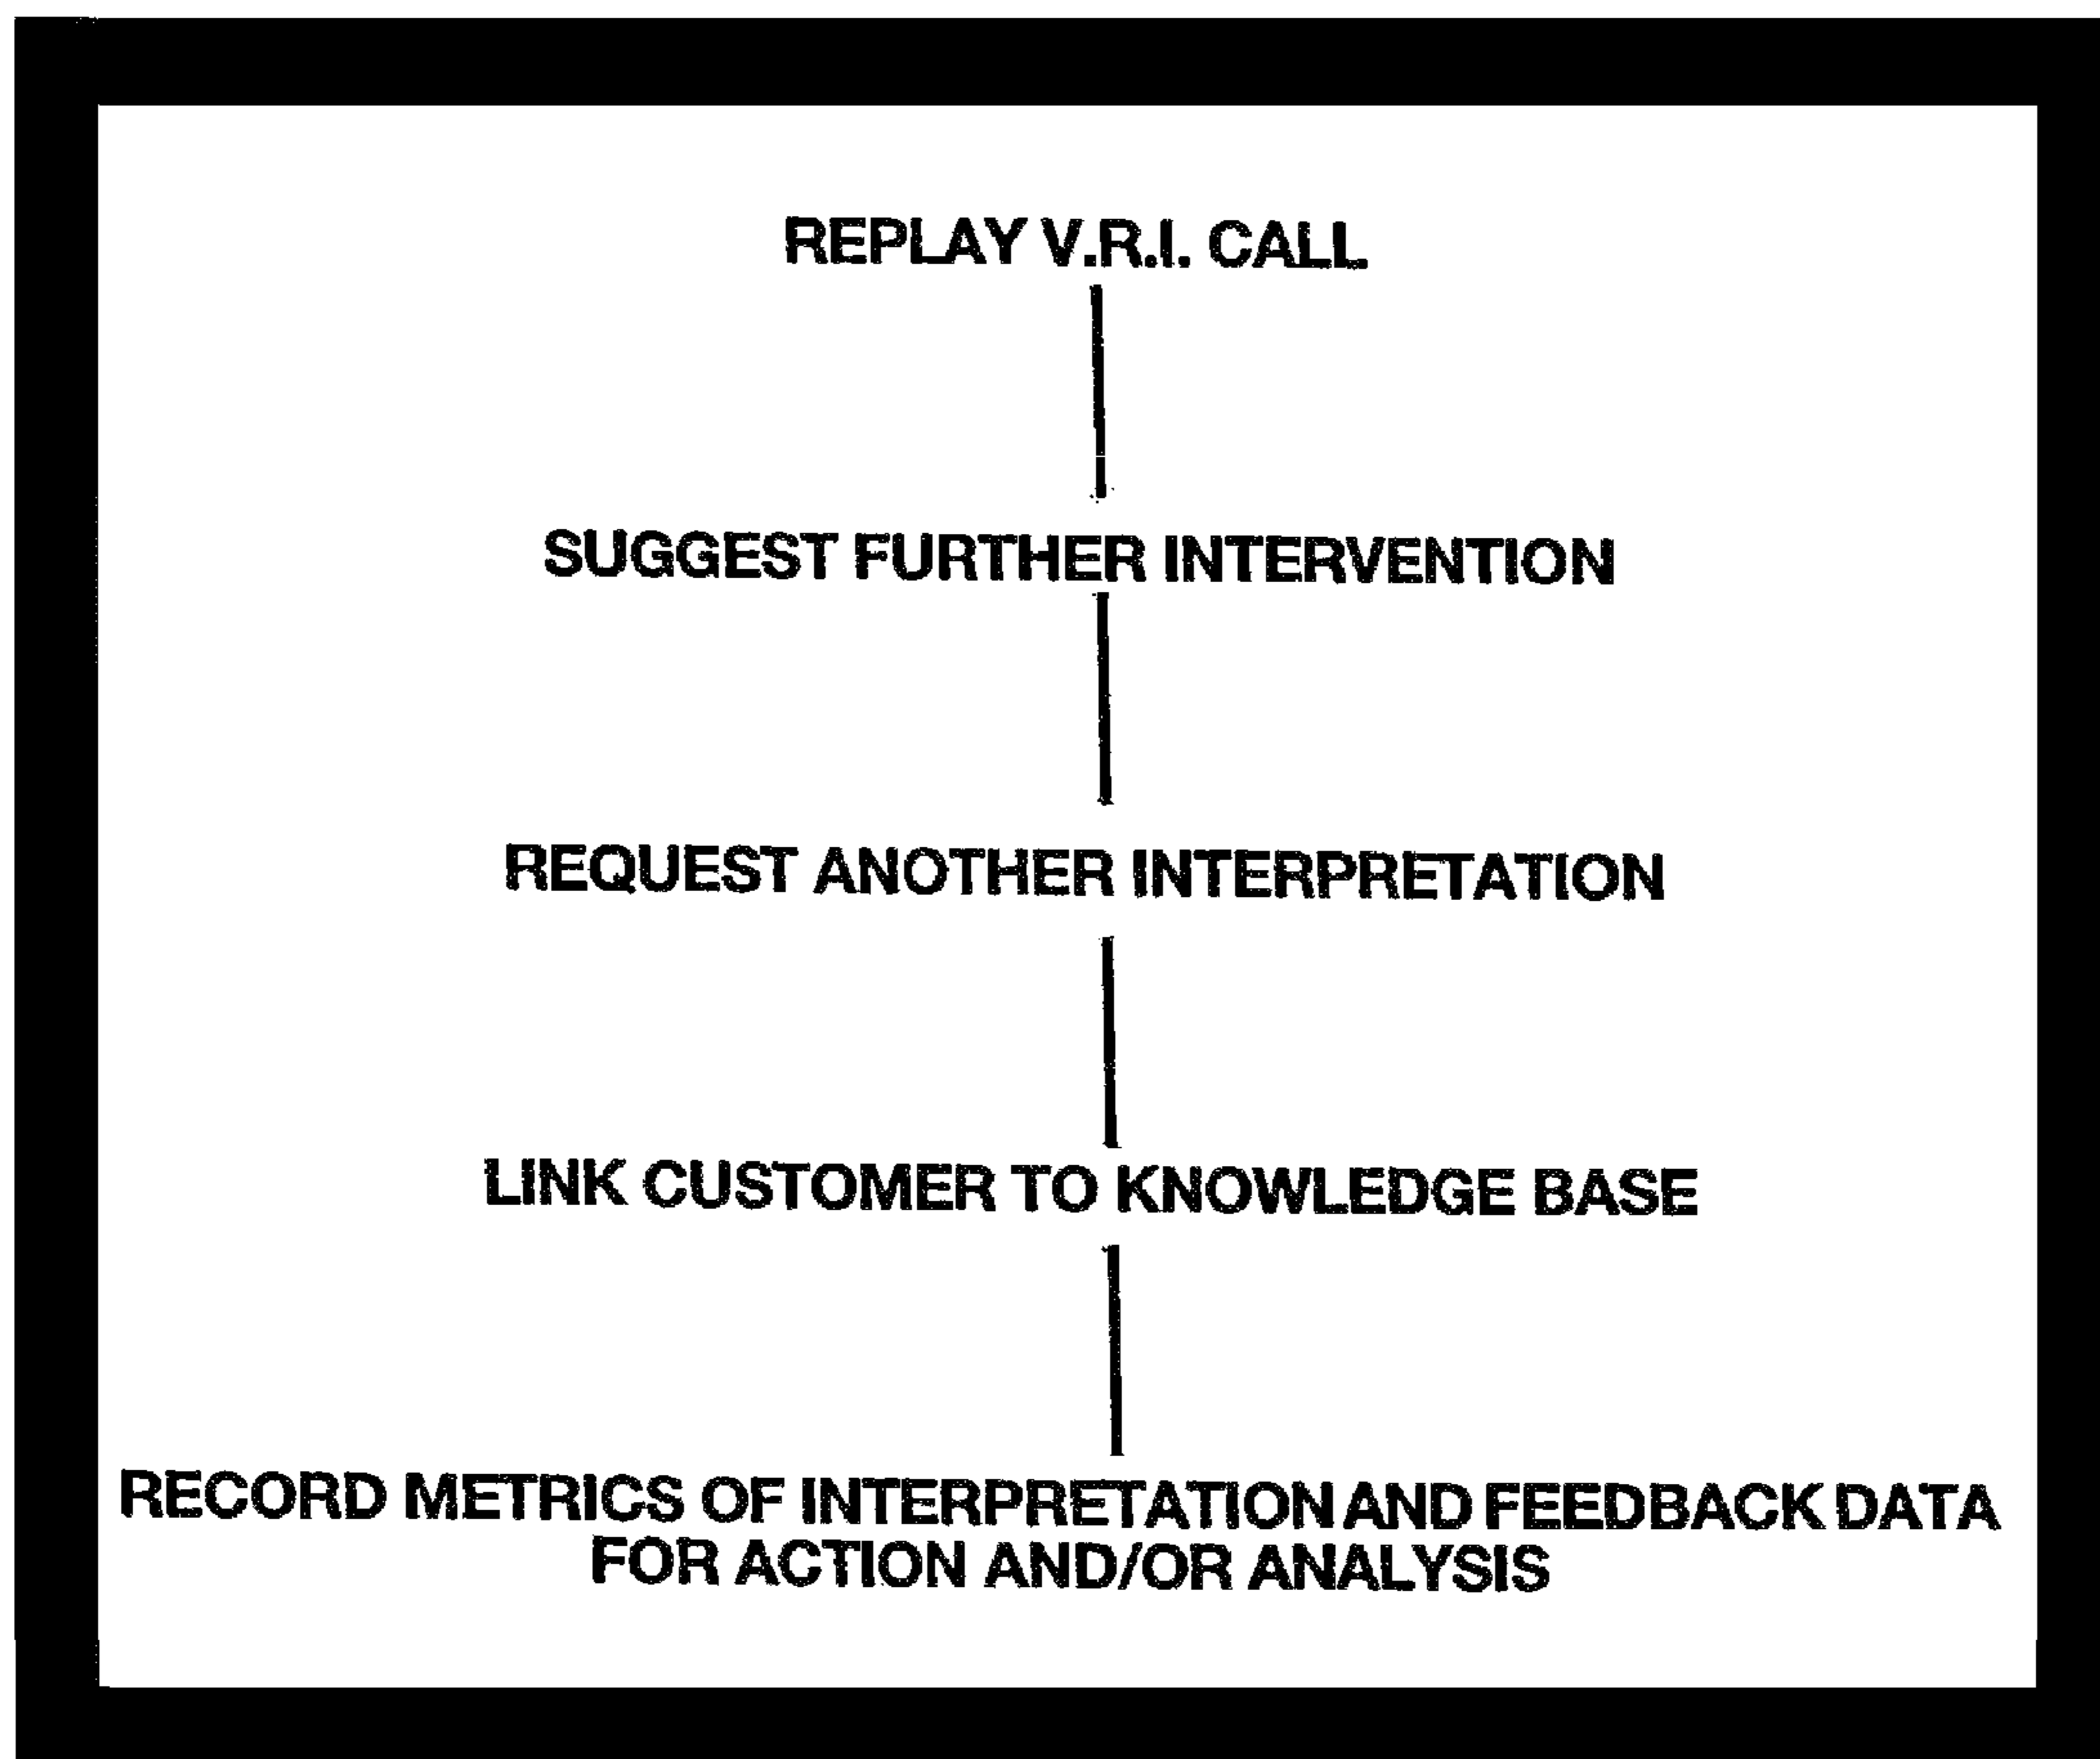 REPLAY V.R.I. CALL
SUGGEST FURTHER INTERVENTION
REQUEST ANOTHER INTERPRETATION
LINK CUSTOMER TO KNOWLEDGE BASE
RECORD METRICS OF INTERPRETATION AND FEEDBACK DATA
FOR ACTION AND/OR ANALYSIS